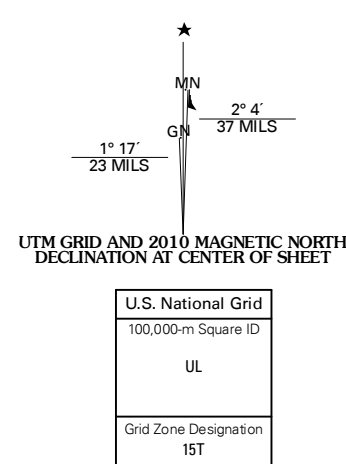 MN
2° 4´
37 MILS
GN
1° 17´
23 MILS
UTM GRID AND 2010 MAGNETIC NORTH
DECLINATION AT CENTER OF SHEET
U.S. National Grid
100,000-m Square ID
UL
Grid Zone Designation
15T